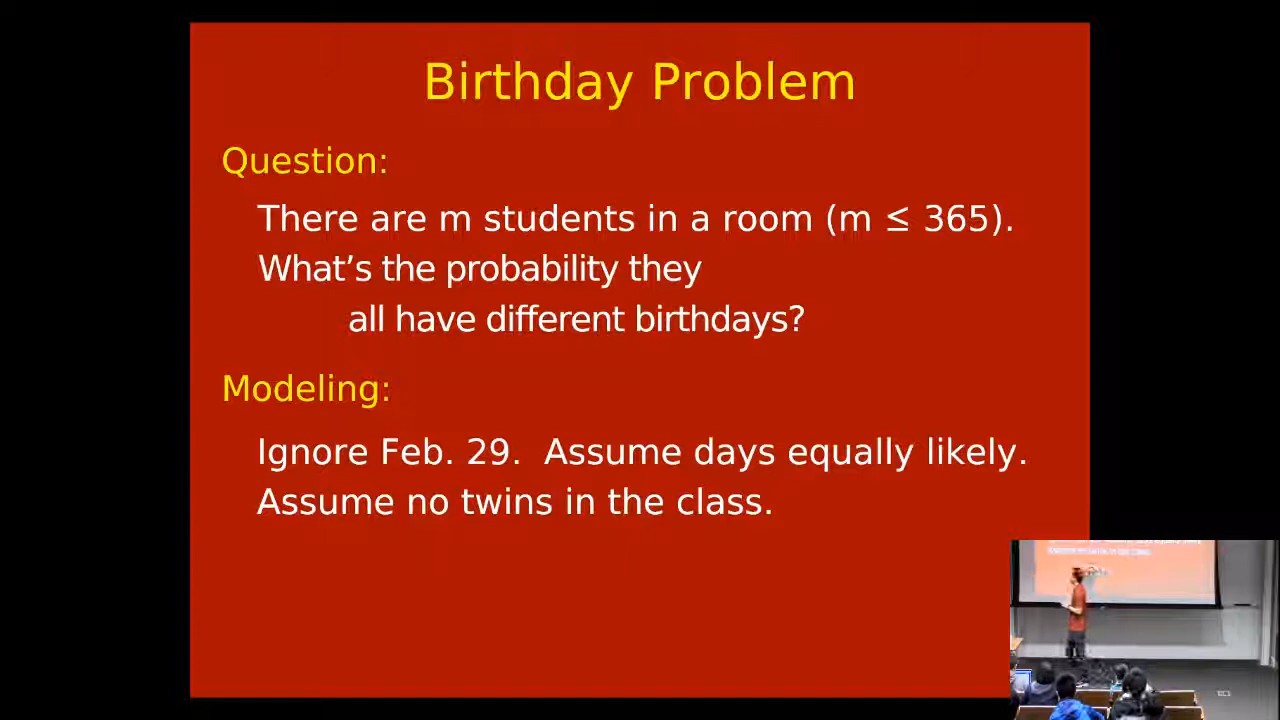 Birthday Problem
Question:
There are m students in a room (m ≤ 365).
What’s the probability they
all have different birthdays?
Modeling:
Ignore Feb. 29.  Assume days equally likely.
Assume no twins in the class.